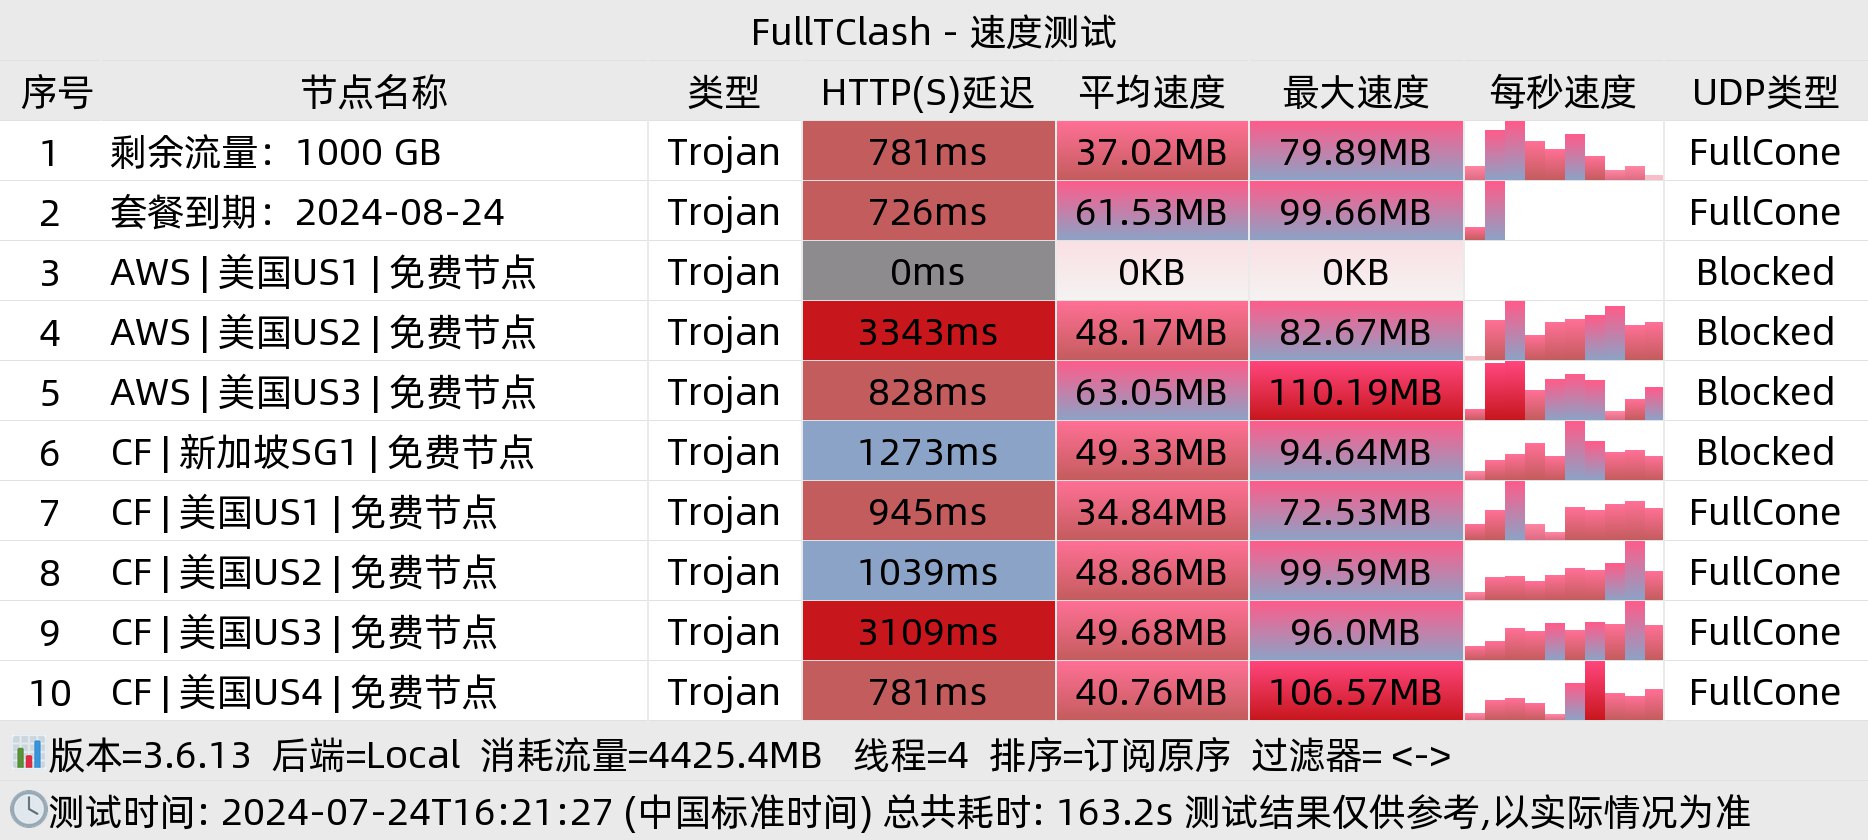 FullTClash - 速度测试
序号 节点名称 类型 HTTP(S)延迟 平均速度 最大速度 每秒速度 UDP类型
1 剩余流量：1000 GB Trojan 781ms 37.02MB 79.89MB FullCone
2 套餐到期：2024-08-24 Trojan 726ms 61.53MB 99.66MB FullCone
3 AWS | 美国US1 | 免费节点 Trojan 0ms 0KB 0KB Blocked
4 AWS | 美国US2 | 免费节点 Trojan 3343ms 48.17MB 82.67MB Blocked
5 AWS | 美国US3 | 免费节点 Trojan 828ms 63.05MB 110.19MB Blocked
6 CF | 新加坡SG1 | 免费节点 Trojan 1273ms 49.33MB 94.64MB Blocked
7 CF | 美国US1 | 免费节点 Trojan 945ms 34.84MB 72.53MB FullCone
8 CF | 美国US2 | 免费节点 Trojan 1039ms 48.86MB 99.59MB FullCone
9 CF | 美国US3 | 免费节点 Trojan 3109ms 49.68MB 96.0MB FullCone
10 CF | 美国US4 | 免费节点 Trojan 781ms 40.76MB 106.57MB FullCone
版本=3.6.13 后端=Local 消耗流量=4425.4MB 线程=4 排序=订阅原序 过滤器= <->
测试时间: 2024-07-24T16:21:27 (中国标准时间) 总共耗时: 163.2s 测试结果仅供参考,以实际情况为准